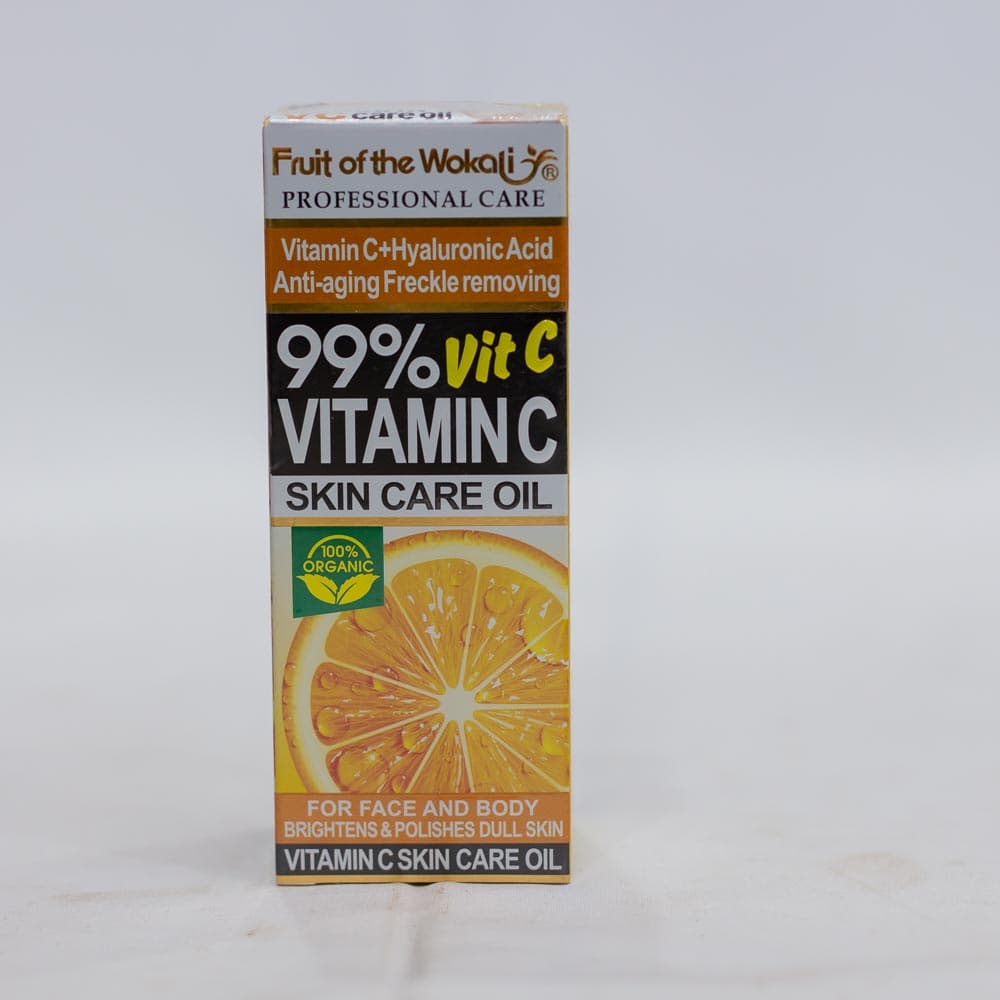 care oil
Fruit of the Wokali ®
PROFESSIONAL CARE
Vitamin C+Hyaluronic Acid
Anti-aging Freckle removing
99% Vit C
VITAMIN C
SKIN CARE OIL
100%
ORGANIC
FOR FACE AND BODY
BRIGHTENS & POLISHES DULL SKIN
VITAMIN C SKIN CARE OIL